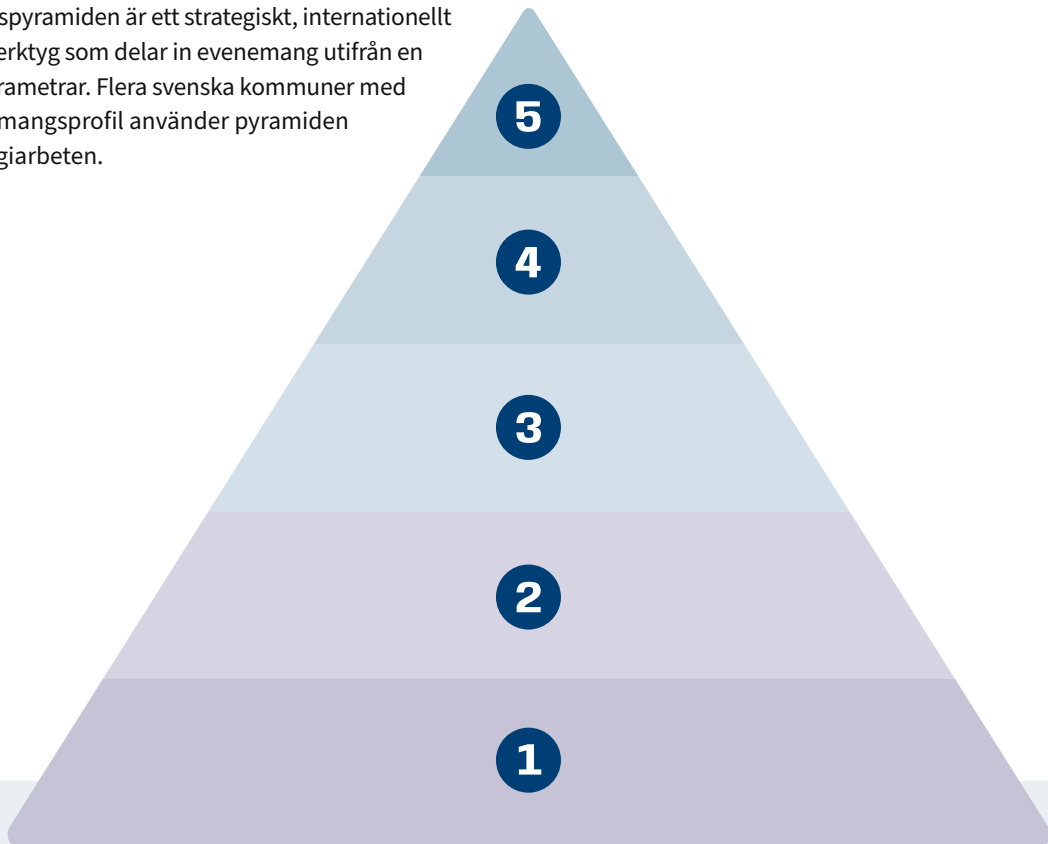 spyramiden är ett strategiskt, internationellt
erktyg som delar in evenemang utifrån en
rametrar. Flera svenska kommuner med
mangsprofil använder pyramiden
giarbeten.
5
4
3
2
1